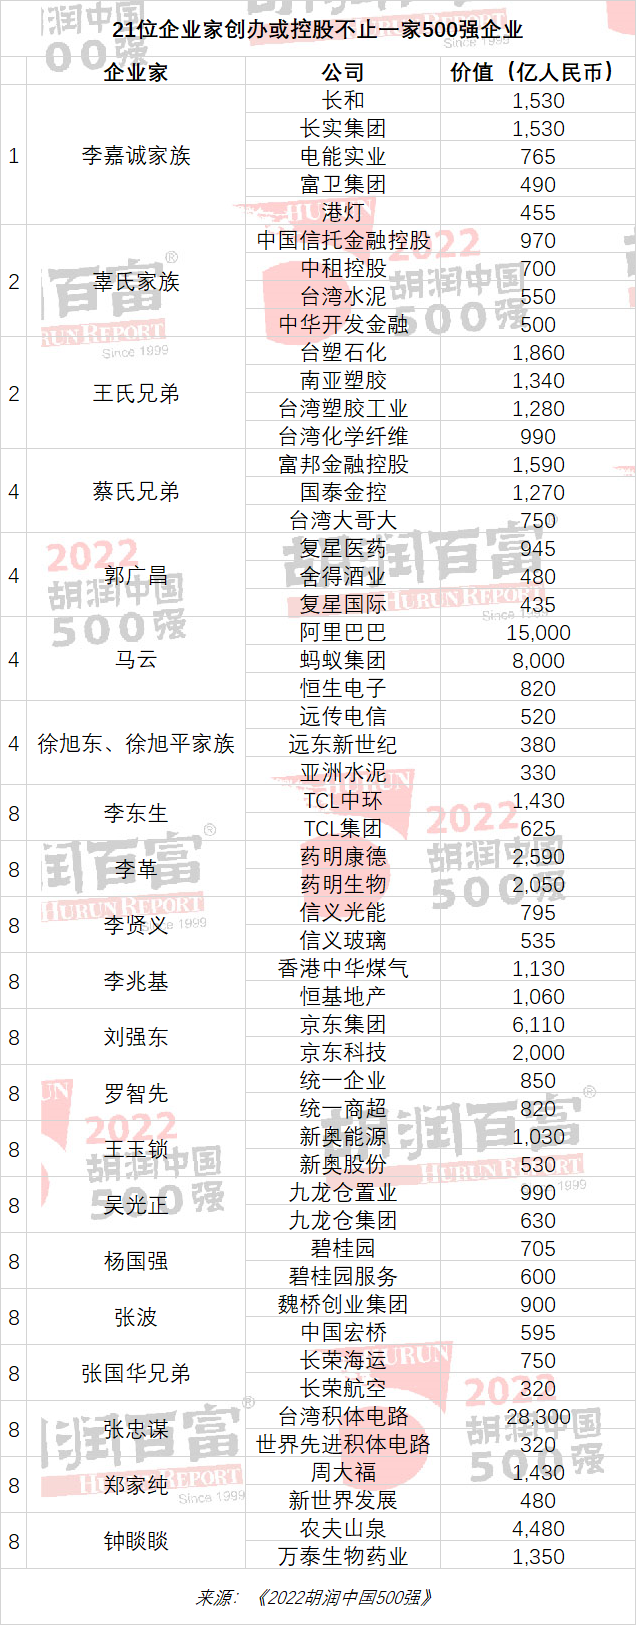 21位企业家创办或控股不止一家500强企业
企业家 公司 价值（亿人民币）
1 李嘉诚家族 长和 1,530
长实集团 1,530
电能实业 765
富卫集团 490
港灯 455
2 辜氏家族 中国信托金融控股 970
中租控股 700
台湾水泥 550
中华开发金融 500
2 王氏兄弟 台塑石化 1,860
南亚塑胶 1,340
台湾塑胶工业 1,280
台湾化学纤维 990
4 蔡氏兄弟 富邦金融控股 1,590
国泰金控 1,270
台湾大哥大 750
4 郭广昌 复星医药 945
舍得酒业 480
复星国际 435
4 马云 阿里巴巴 15,000
蚂蚁集团 8,000
恒生电子 820
4 徐旭东、徐旭平家族 远传电信 520
远东新世纪 380
亚洲水泥 330
8 李东生 TCL中环 1,430
TCL集团 625
8 李革 药明康德 2,590
药明生物 2,050
8 李贤义 信义光能 795
信义玻璃 535
8 李兆基 香港中华煤气 1,130
恒基地产 1,060
8 刘强东 京东集团 6,110
京东科技 2,000
8 罗智先 统一企业 850
统一商超 820
8 王玉锁 新奥能源 1,030
新奥股份 530
8 吴光正 九龙仓置业 990
九龙仓集团 630
8 杨国强 碧桂园 705
碧桂园服务 600
8 张波 魏桥创业集团 900
中国宏桥 595
8 张国华兄弟 长荣海运 750
长荣航空 320
8 张忠谋 台湾积体电路 28,300
世界先进积体电路 320
8 郑家纯 周大福 1,430
新世界发展 480
8 钟睒睒 农夫山泉 4,480
万泰生物药业 1,350
来源：《2022胡润中国500强》